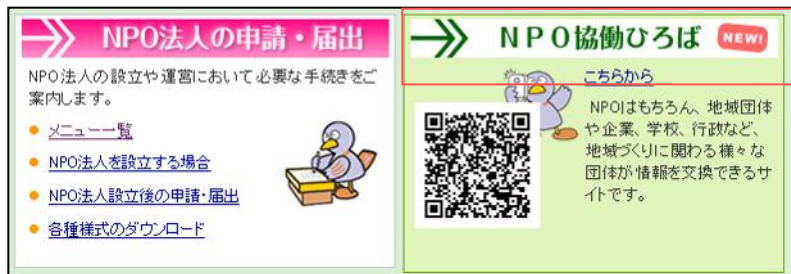 NPO法人の申請・届出
NPO法人の設立や運営において必要な手続きをご
案内します。
メニュー一覧
NPO法人を設立する場合
NPO法人設立後の申請・届出
各種様式のダウンロード
NPO協働ひろば NEW!
こちらから
NPOはもちろん、地域団体
や企業、学校、行政など、
地域づくりに関わる様々な
団体が情報を交換できるサ
イトです。